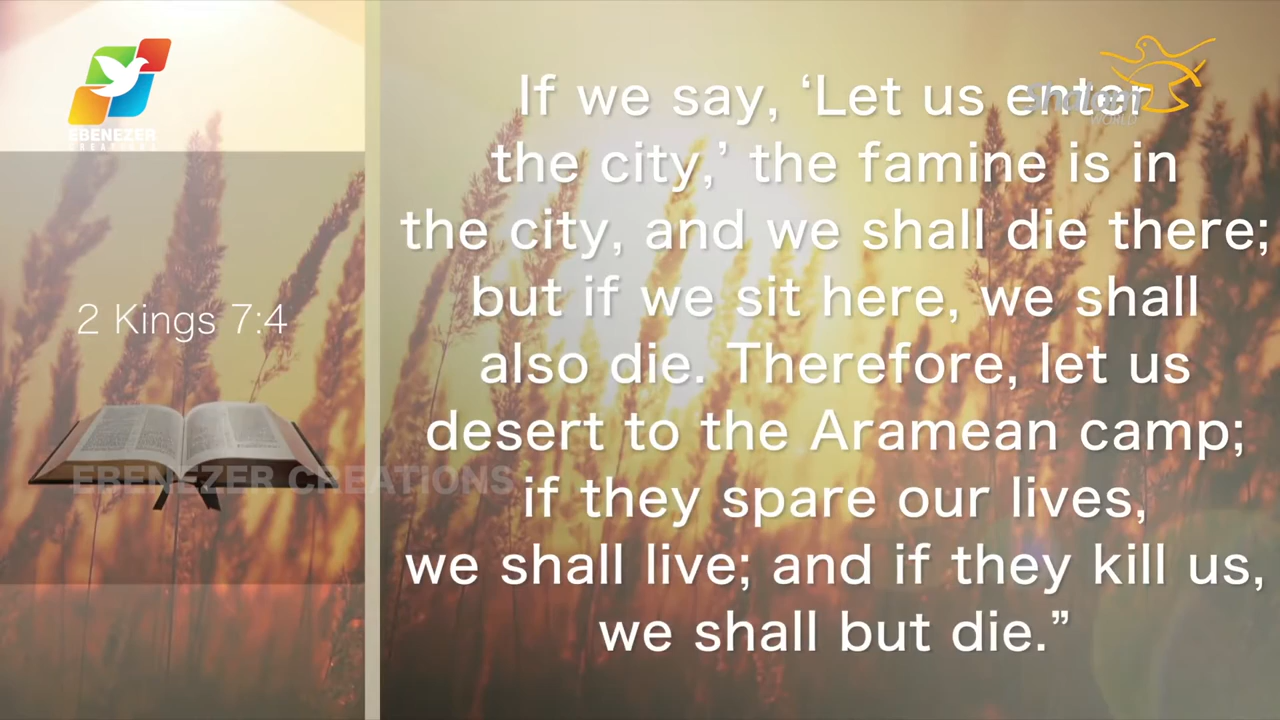 EBENEZER
CREATIONS
Shalom
WORLD
If we say, ‘Let us enter
the city,’ the famine is in
the city, and we shall die there;
but if we sit here, we shall
also die. Therefore, let us
desert to the Aramean camp;
if they spare our lives,
we shall live; and if they kill us,
we shall but die.”
2 Kings 7:4
EBENEZER CREATIONS